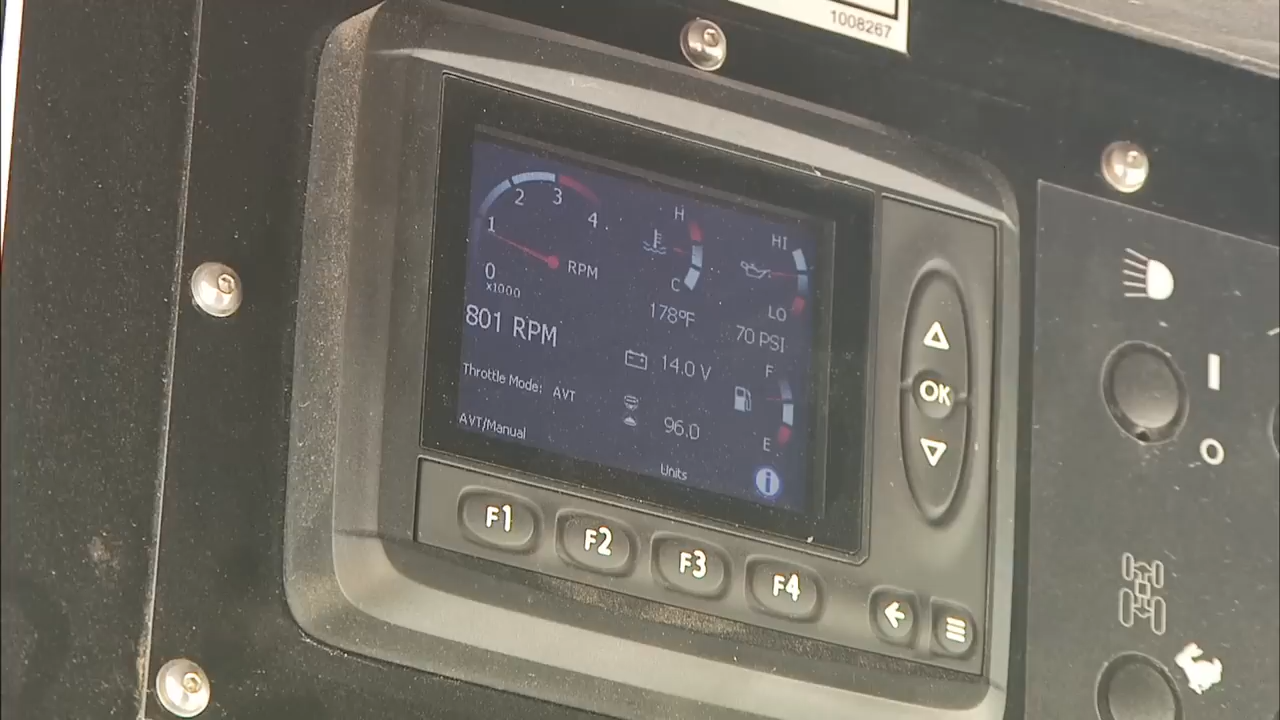 1008267
1
2
3
4
0
x1000
RPM
801 RPM
Throttle Mode: AVT
AVT/Manual
H
C
178°F
14.0 V
96.0
Units
HI
LO
70 PSI
F
E
i
OK
F1
F2
F3
F4